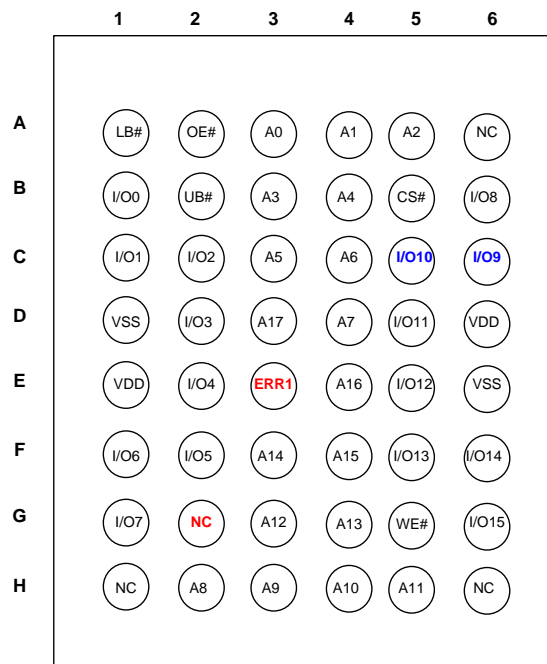 1 2 3 4 5 6
A LB# OE# A0 A1 A2 NC
B I/O0 UB# A3 A4 CS# I/O8
C I/O1 I/O2 A5 A6 I/O10 I/O9
D VSS I/O3 A17 A7 I/O11 VDD
E VDD I/O4 ERR1 A16 I/O12 VSS
F I/O6 I/O5 A14 A15 I/O13 I/O14
G I/O7 NC A12 A13 WE# I/O15
H NC A8 A9 A10 A11 NC